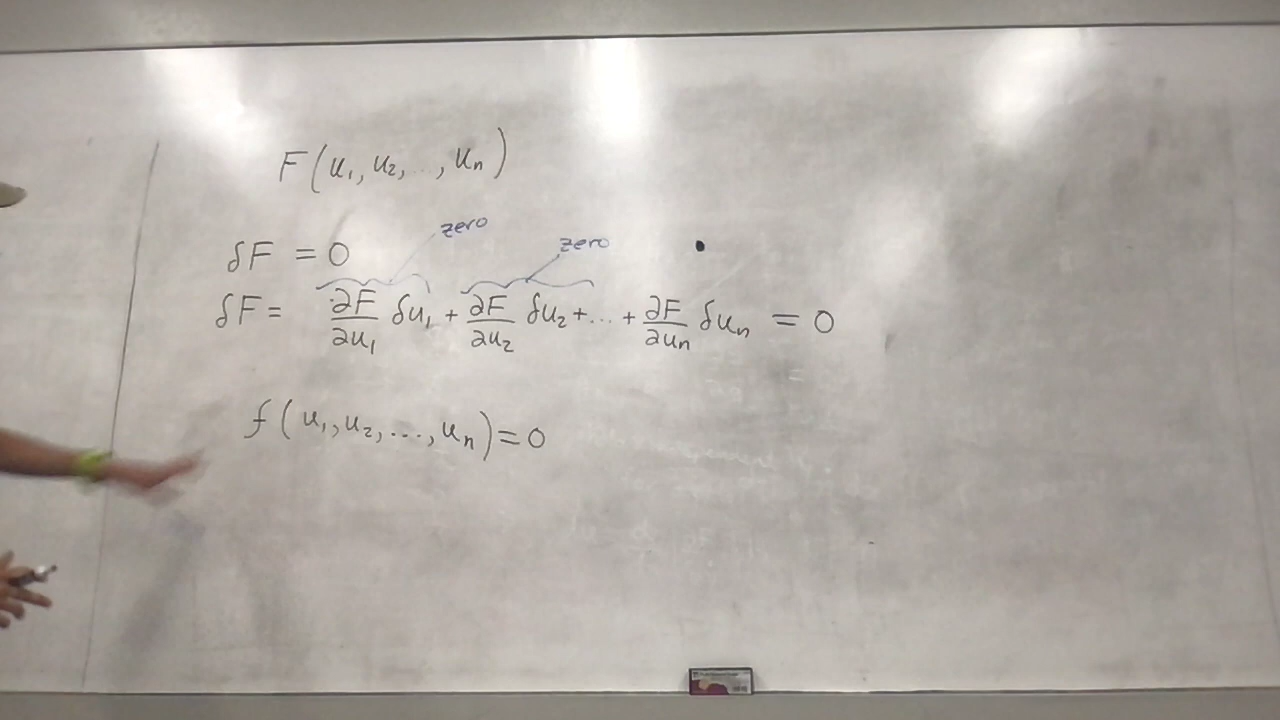 F(u₁, u₂, ..., uₙ)
zero
zero
δF = 0
δF = ∂F/∂u₁ δu₁ + ∂F/∂u₂ δu₂ + ... + ∂F/∂uₙ δuₙ = 0
f(u₁, u₂, ..., uₙ) = 0